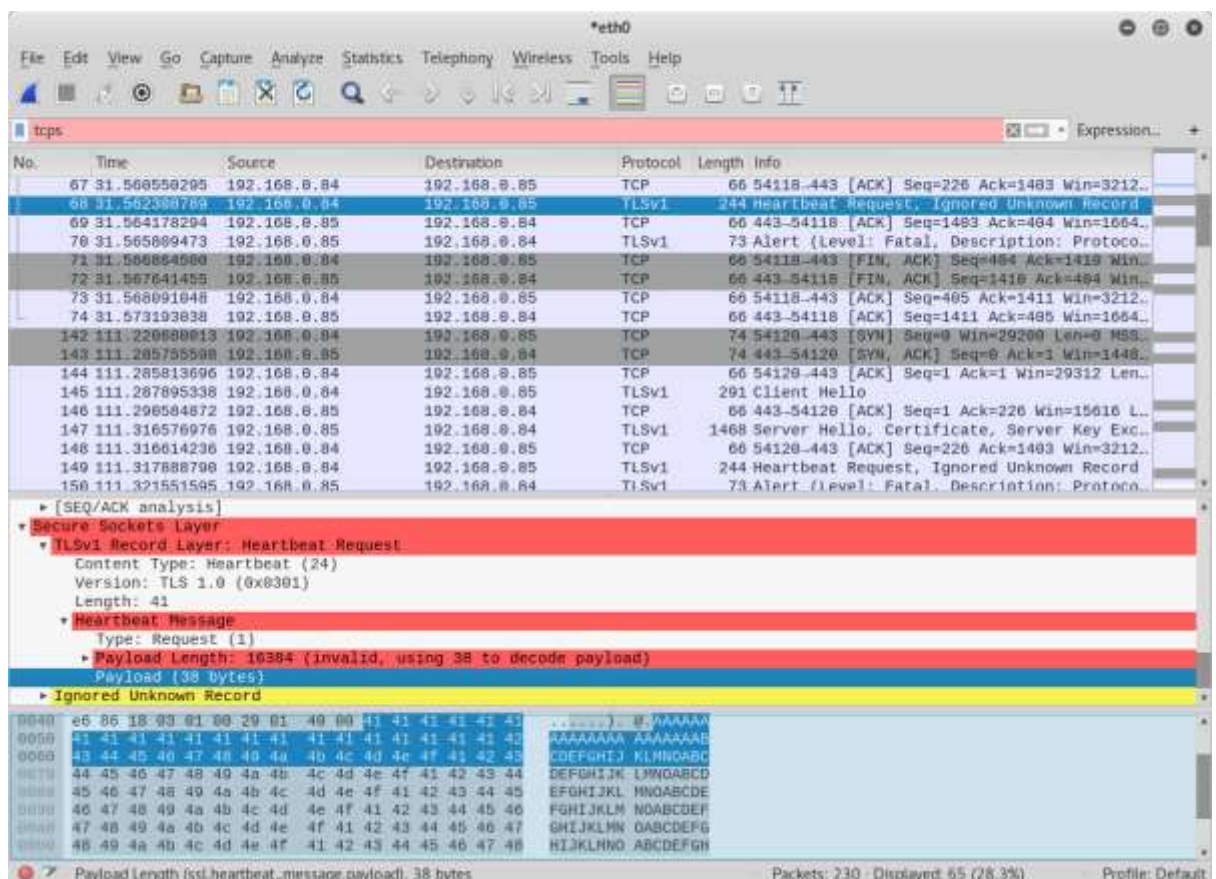 *eth0
File Edit View Go Capture Analyze Statistics Telephony Wireless Tools Help
tcps Expression... +
No. Time Source Destination Protocol Length Info
67 31.560550295 192.168.0.84 192.168.0.85 TCP 66 54118→443 [ACK] Seq=226 Ack=1403 Win=3212…
68 31.562308789 192.168.0.84 192.168.0.85 TLSv1 244 Heartbeat Request, Ignored Unknown Record
69 31.564178294 192.168.0.85 192.168.0.84 TCP 66 443→54118 [ACK] Seq=1403 Ack=404 Win=1664…
70 31.565809473 192.168.0.85 192.168.0.84 TLSv1 73 Alert (Level: Fatal, Description: Protoco…
71 192.168.0.84 192.168.0.85 TCP 66 54118→443 [FIN, ACK] Seq=404 Ack=1410 Win…
72 31.567641455 192.168.0.85 192.168.0.84 TCP 66 443→54118 [FIN, ACK] Seq=1410 Ack=404 Win…
73 31.568091048 192.168.0.84 192.168.0.85 TCP 66 54118→443 [ACK] Seq=405 Ack=1411 Win=3212…
74 31.573193038 192.168.0.85 192.168.0.84 TCP 66 443→54118 [ACK] Seq=1411 Ack=405 Win=1664…
142 111.220680013 192.168.0.84 192.168.0.85 TCP 74 54120→443 [SYN] Seq=0 Win=29200 Len=0 MSS…
143 111.285755598 192.168.0.85 192.168.0.84 TCP 74 443→54120 [SYN, ACK] Seq=0 Ack=1 Win=1448…
144 111.285813696 192.168.0.84 192.168.0.85 TCP 66 54120→443 [ACK] Seq=1 Ack=1 Win=29312 Len…
145 111.287895338 192.168.0.84 192.168.0.85 TLSv1 291 Client Hello
146 111.290584872 192.168.0.85 192.168.0.84 TCP 66 443→54120 [ACK] Seq=1 Ack=226 Win=15616 L…
147 111.316576976 192.168.0.85 192.168.0.84 TLSv1 1468 Server Hello, Certificate, Server Key Exc…
148 111.316614236 192.168.0.84 192.168.0.85 TCP 66 54120→443 [ACK] Seq=226 Ack=1403 Win=3212…
149 111.317888790 192.168.0.84 192.168.0.85 TLSv1 244 Heartbeat Request, Ignored Unknown Record
150 111.321551595 192.168.0.85 192.168.0.84 TLSv1 73 Alert (Level: Fatal, Description: Protoco…
[SEQ/ACK analysis]
Secure Sockets Layer
TLSv1 Record Layer: Heartbeat Request
Content Type: Heartbeat (24)
Version: TLS 1.0 (0x0301)
Length: 41
Heartbeat Message
Type: Request (1)
Payload Length: 16384 (invalid, using 38 to decode payload)
Payload (38 bytes)
Ignored Unknown Record
0040 e6 86 18 03 01 00 29 01 40 00 41 41 41 41 41 41 ......). @.AAAAAA
0050 41 41 41 41 41 41 41 41 41 41 41 41 41 41 41 42 AAAAAAAA AAAAAAAB
0060 43 44 45 46 47 48 49 4a 4b 4c 4d 4e 4f 41 42 43 CDEFGHIJ KLMNOABC
0070 44 45 46 47 48 49 4a 4b 4c 4d 4e 4f 41 42 43 44 DEFGHIJK LMNOABCD
0080 45 46 47 48 49 4a 4b 4c 4d 4e 4f 41 42 43 44 45 EFGHIJKL MNOABCDE
0090 46 47 48 49 4a 4b 4c 4d 4e 4f 41 42 43 44 45 46 FGHIJKLM NOABCDEF
00a0 47 48 49 4a 4b 4c 4d 4e 4f 41 42 43 44 45 46 47 GHIJKLMN OABCDEFG
00b0 48 49 4a 4b 4c 4d 4e 4f 41 42 43 44 45 46 47 48 HIJKLMNO ABCDEFGH
Payload Length (ssl.heartbeat_message.payload), 38 bytes Packets: 230 · Displayed: 65 (28.3%) Profile: Default